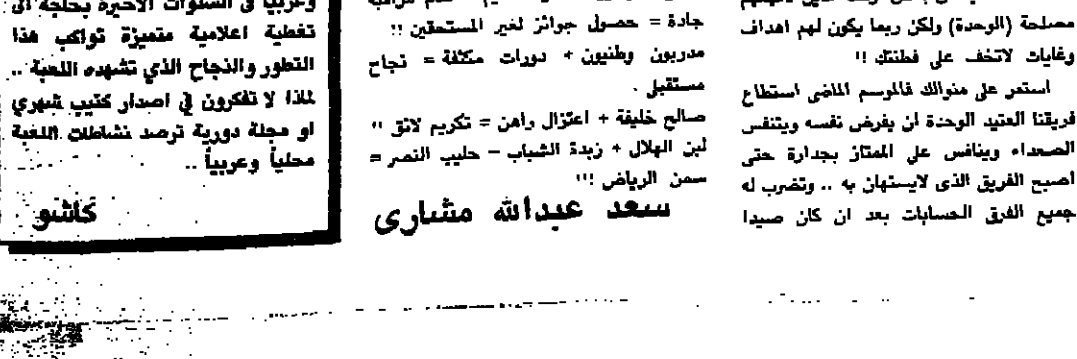 مصلحة (الوحدة) ولكن ربما يكون لهم اهداف
وغايات لاتخف على فطنتك !!
استمر على منوالك فالموسم الماضى استطاع
فريقنا العتيد الوحدة ان يفرض نفسه ويتنفس
الصعداء وينافس على الممتاز بجدارة حتى
اصبح الفريق الذى لايستهان به .. وتضرب له
جميع الفرق الحسابات بعد ان كان صيدا
جادة = حصول جوائز لغير المستحقين !!
مدربون وطنيون + دورات مكثفة = نجاح
مستقبل .
صالح خليفة + اعتزال راهن = تكريم لائق !!
لبن الهلال + زبدة الشباب – حليب النصر =
سمن الرياض !!!
سعد عبدالله مشارى
وعربيا في السنوات الأخيرة بحاجة الى
تغطية اعلامية متميزة تواكب هذا
التطور والنجاح الذي تشهده اللعبة ..
لماذا لا تفكرون في اصدار كتيب شهري
او مجلة دورية ترصد نشاطات اللعبة
محلياً وعربياً ..
كاشو